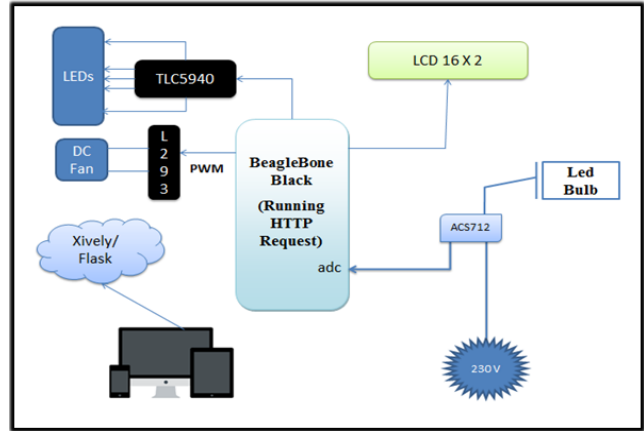 LEDs
TLC5940
LCD 16 X 2
DC
Fan
L
2
9
3
PWM
BeagleBone
Black
(Running
HTTP
Request)
adc
Led
Bulb
ACS712
Xively/
Flask
230 V